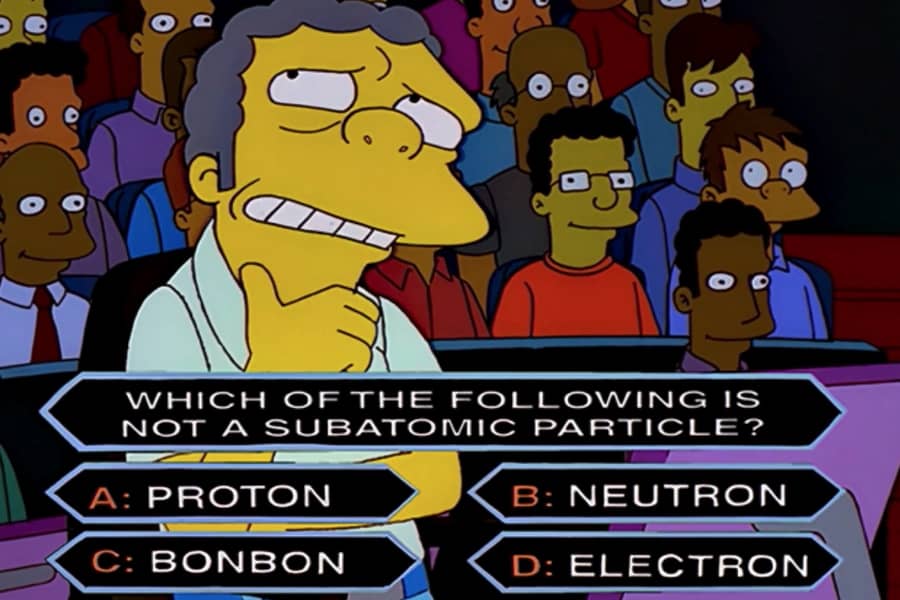 WHICH OF THE FOLLOWING IS
NOT A SUBATOMIC PARTICLE?
A: PROTON
B: NEUTRON
C: BONBON
D: ELECTRON